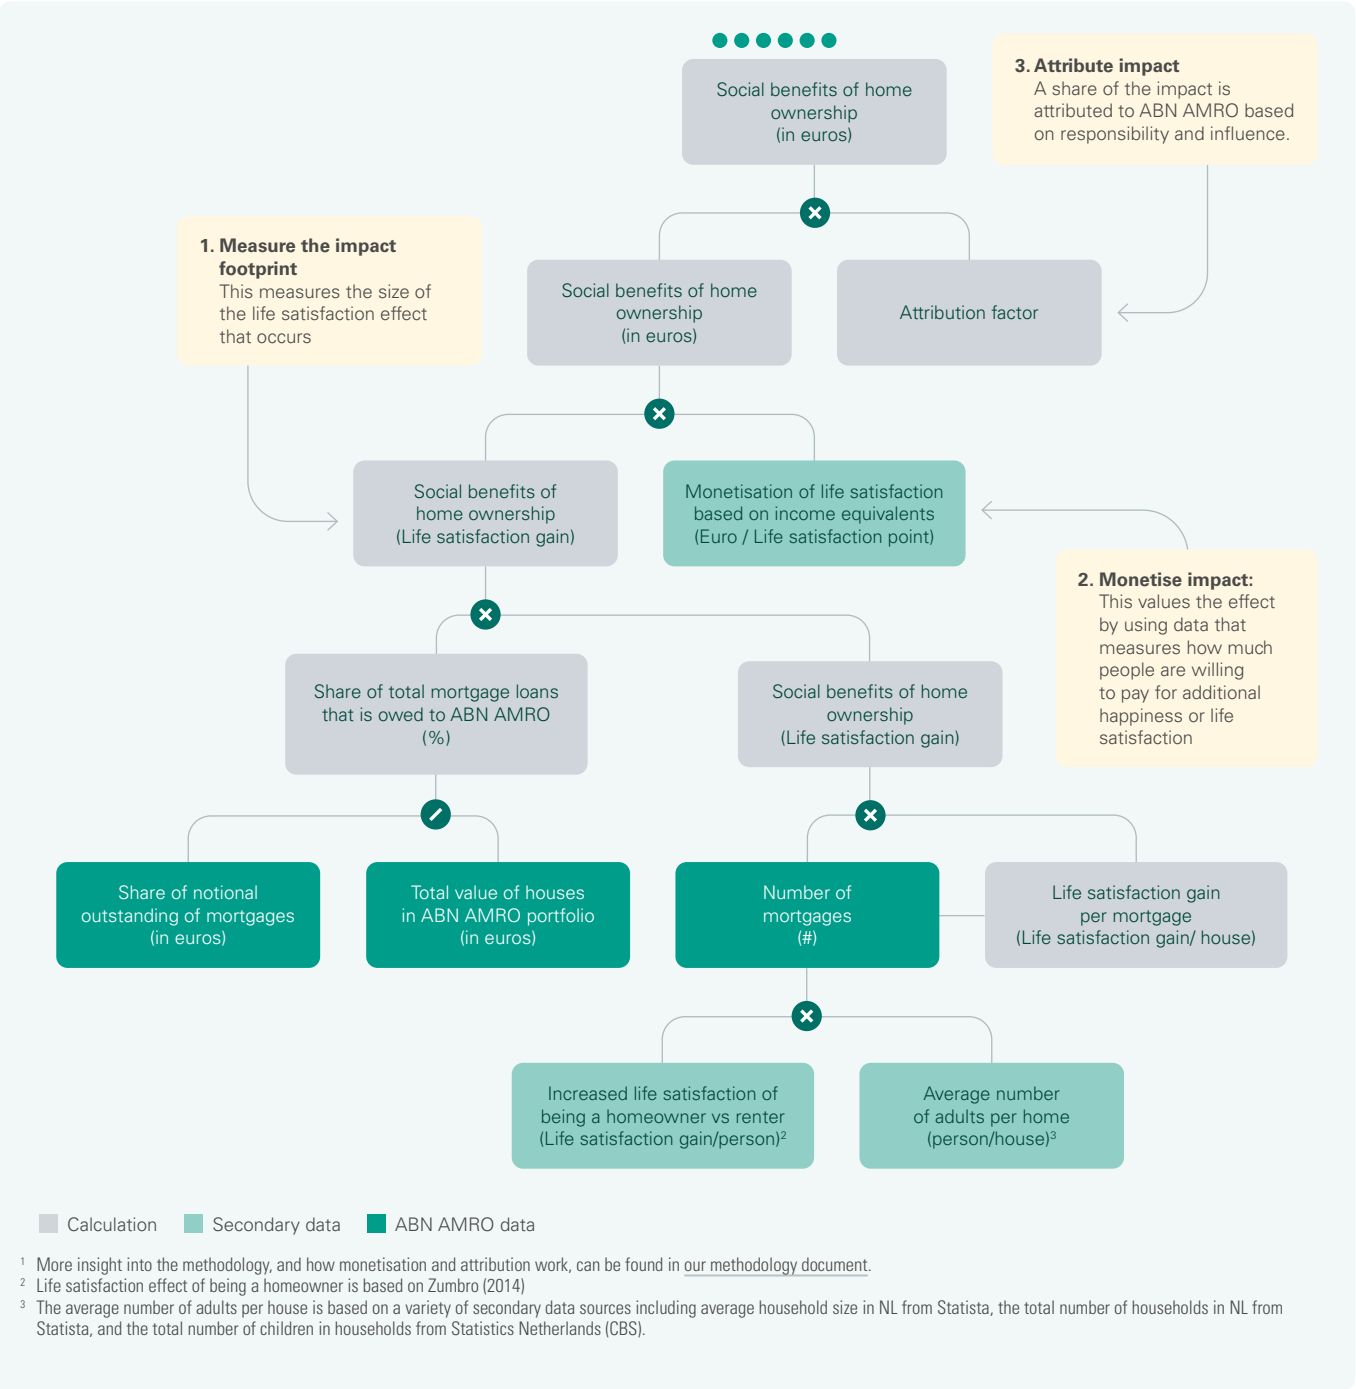 Social benefits of home
ownership
(in euros)
3. Attribute impact
A share of the impact is
attributed to ABN AMRO based
on responsibility and influence.
1. Measure the impact
footprint
This measures the size of
the life satisfaction effect
that occurs
Social benefits of home
ownership
(in euros)
Attribution factor
Social benefits of
home ownership
(Life satisfaction gain)
Monetisation of life satisfaction
based on income equivalents
(Euro / Life satisfaction point)
2. Monetise impact:
This values the effect
by using data that
measures how much
people are willing
to pay for additional
happiness or life
satisfaction
Share of total mortgage loans
that is owed to ABN AMRO
(%)
Social benefits of home
ownership
(Life satisfaction gain)
Share of notional
outstanding of mortgages
(in euros)
Total value of houses
in ABN AMRO portfolio
(in euros)
Number of
mortgages
(#)
Life satisfaction gain
per mortgage
(Life satisfaction gain/ house)
Increased life satisfaction of
being a homeowner vs renter
(Life satisfaction gain/person)²
Average number
of adults per home
(person/house)³
Calculation
Secondary data
ABN AMRO data
¹ More insight into the methodology, and how monetisation and attribution work, can be found in our methodology document.
² Life satisfaction effect of being a homeowner is based on Zumbro (2014)
³ The average number of adults per house is based on a variety of secondary data sources including average household size in NL from Statista, the total number of households in NL from
Statista, and the total number of children in households from Statistics Netherlands (CBS).